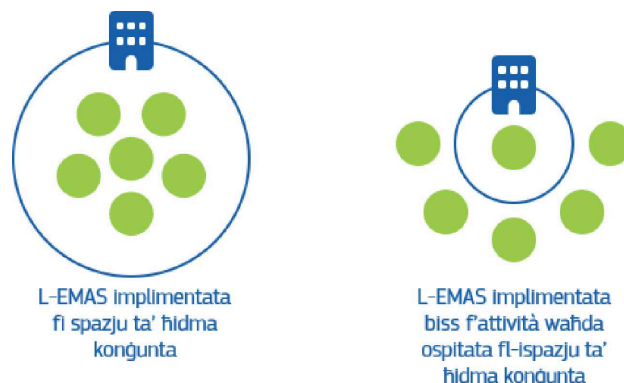 L-EMAS implimentata
fi spazju ta' ħidma
konġunta
L-EMAS implimentata
biss f'attività waħda
ospitata fl-ispazju ta'
ħidma konġunta